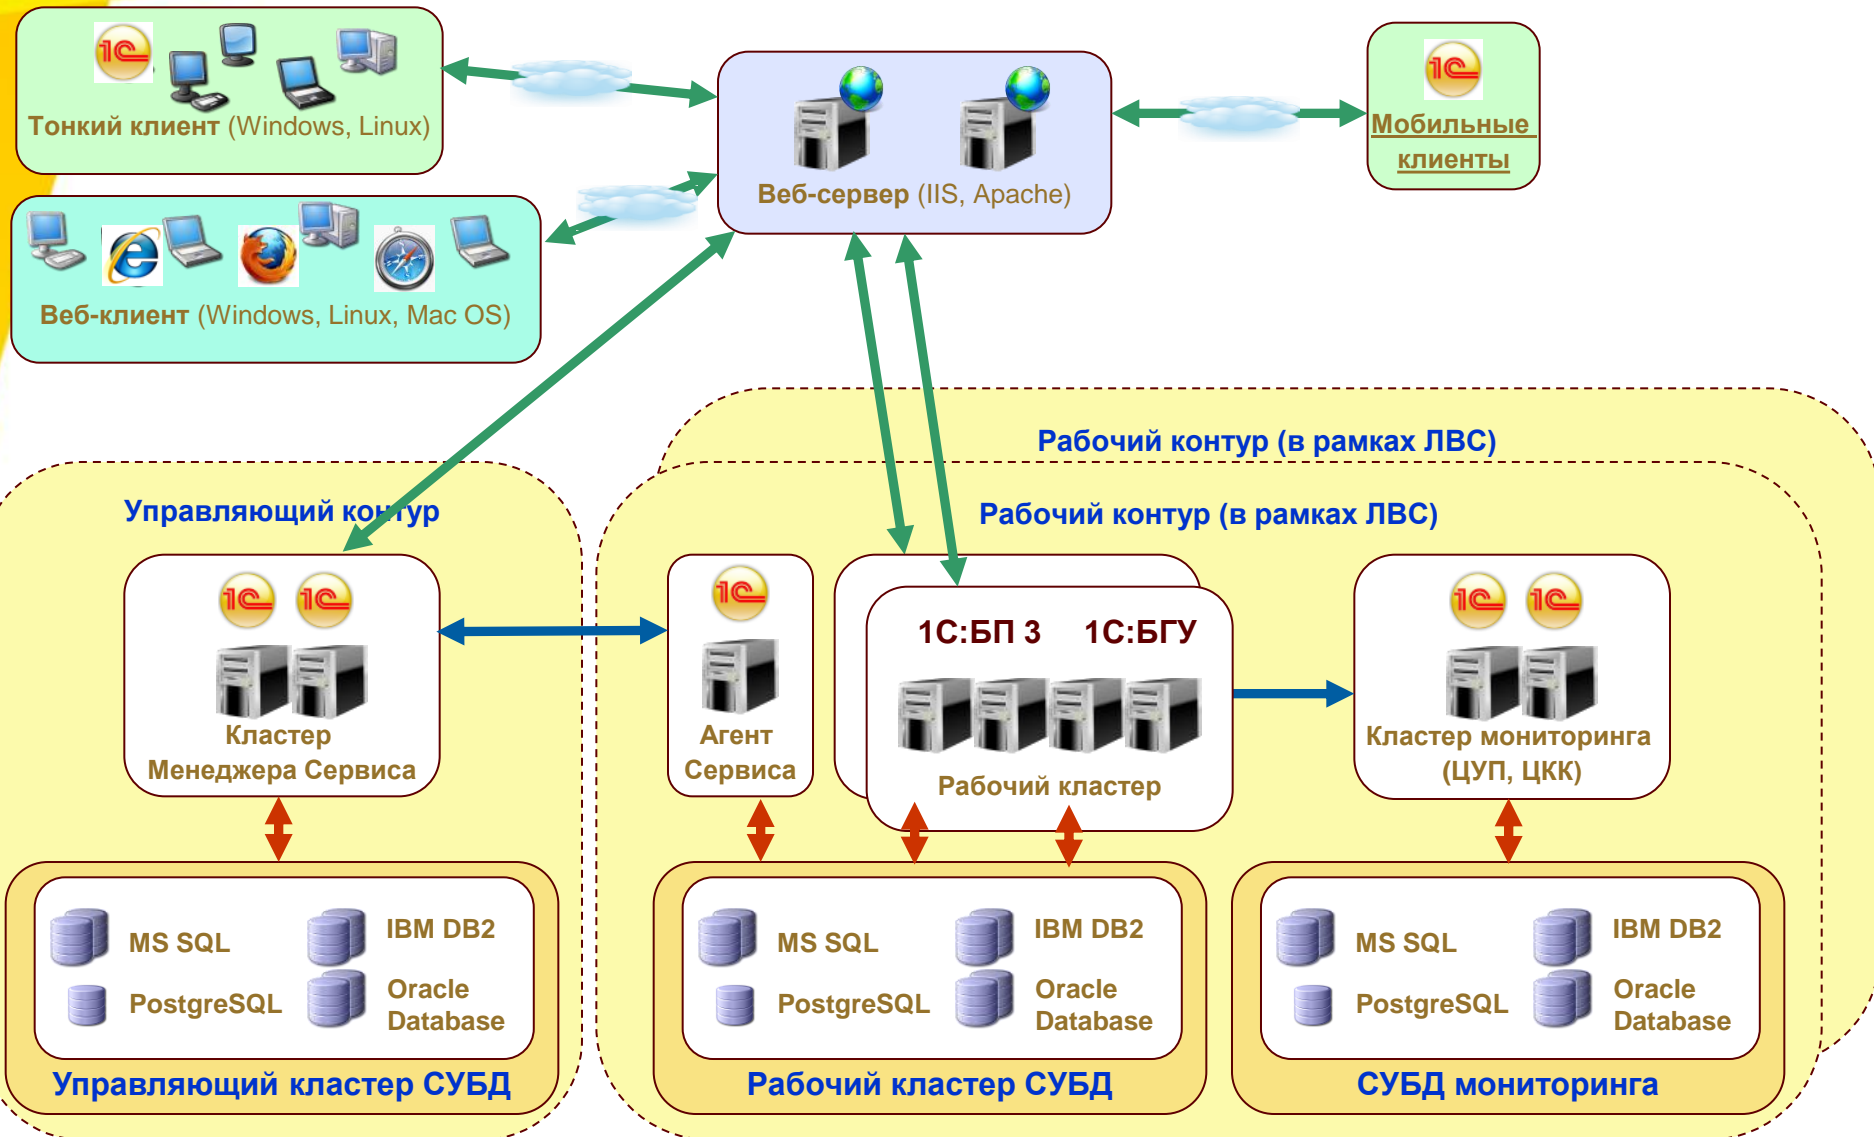 1С
Тонкий клиент (Windows, Linux)
Веб-сервер (IIS, Apache)
1С
Мобильные
клиенты
Веб-клиент (Windows, Linux, Mac OS)
Рабочий контур (в рамках ЛВС)
Управляющий контур
Рабочий контур (в рамках ЛВС)
1С 1С
Кластер
Менеджера Сервиса
1С
Агент
Сервиса
1С:БП 3 1С:БГУ
Рабочий кластер
1С 1С
Кластер мониторинга
(ЦУП, ЦКК)
MS SQL
IBM DB2
PostgreSQL
Oracle
Database
Управляющий кластер СУБД
MS SQL
IBM DB2
PostgreSQL
Oracle
Database
Рабочий кластер СУБД
MS SQL
IBM DB2
PostgreSQL
Oracle
Database
СУБД мониторинга